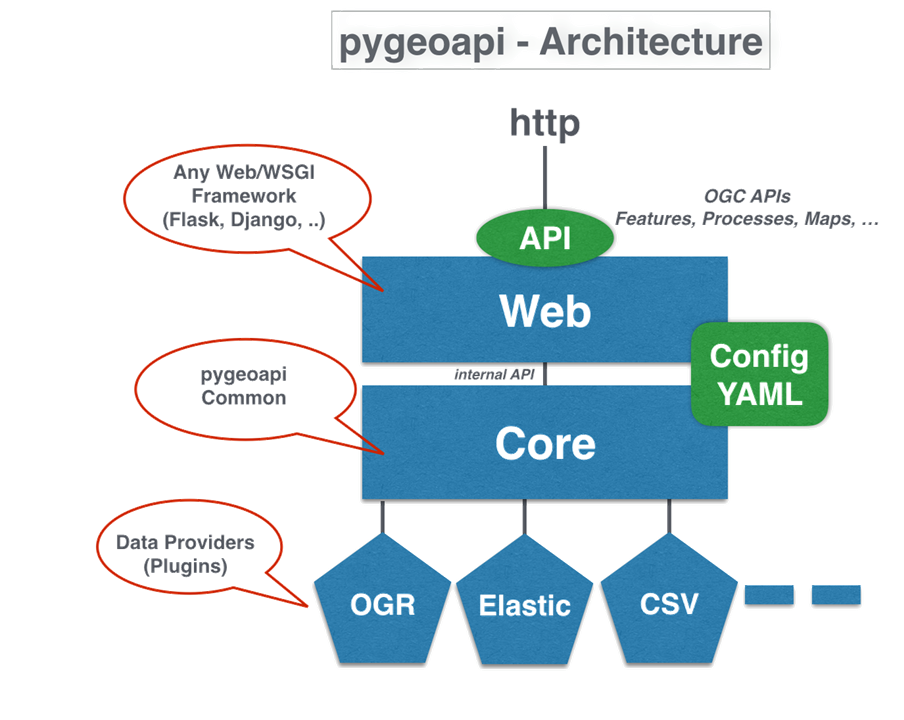 pygeoapi - Architecture
http
Any Web/WSGI
Framework
(Flask, Django, ..)
OGC APIs
Features, Processes, Maps, ...
API
Web
Config
YAML
internal API
pygeoapi
Common
Core
Data Providers
(Plugins)
OGR
Elastic
CSV